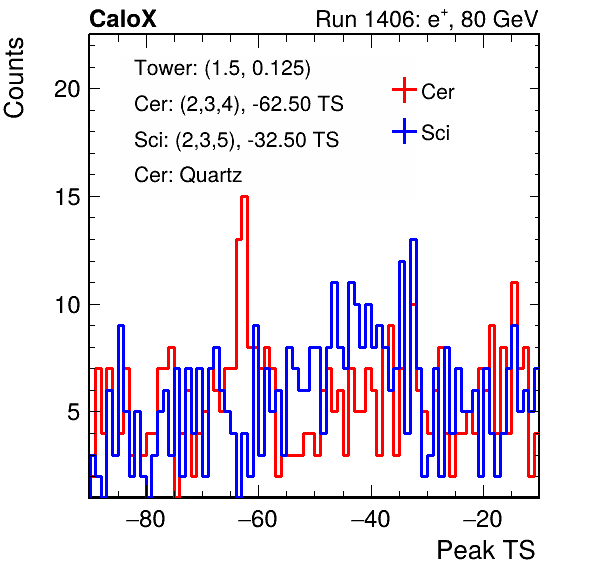 CaloX Run 1406: e⁺, 80 GeV
Counts
Tower: (1.5, 0.125)
Cer: (2,3,4), -62.50 TS
Sci: (2,3,5), -32.50 TS
Cer: Quartz
Cer
Sci
20
15
10
5
−80 −60 −40 −20
Peak TS